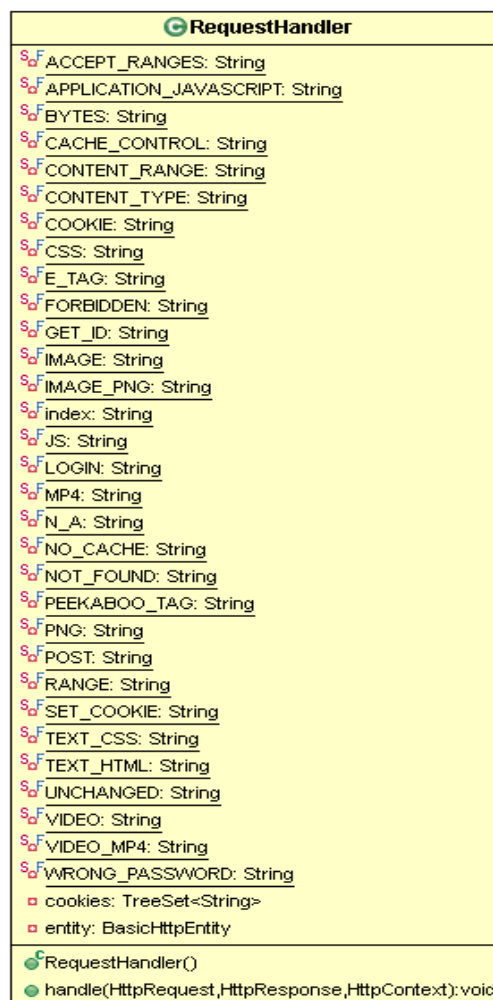 RequestHandler
ACCEPT_RANGES: String
APPLICATION_JAVASCRIPT: String
BYTES: String
CACHE_CONTROL: String
CONTENT_RANGE: String
CONTENT_TYPE: String
COOKIE: String
CSS: String
E_TAG: String
FORBIDDEN: String
GET_ID: String
IMAGE: String
IMAGE_PNG: String
index: String
JS: String
LOGIN: String
MP4: String
N_A: String
NO_CACHE: String
NOT_FOUND: String
PEEKABOO_TAG: String
PNG: String
POST: String
RANGE: String
SET_COOKIE: String
TEXT_CSS: String
TEXT_HTML: String
UNCHANGED: String
VIDEO: String
VIDEO_MP4: String
WRONG_PASSWORD: String
cookies: TreeSet<String>
entity: BasicHttpEntity
RequestHandler()
handle(HttpRequest,HttpResponse,HttpContext):void